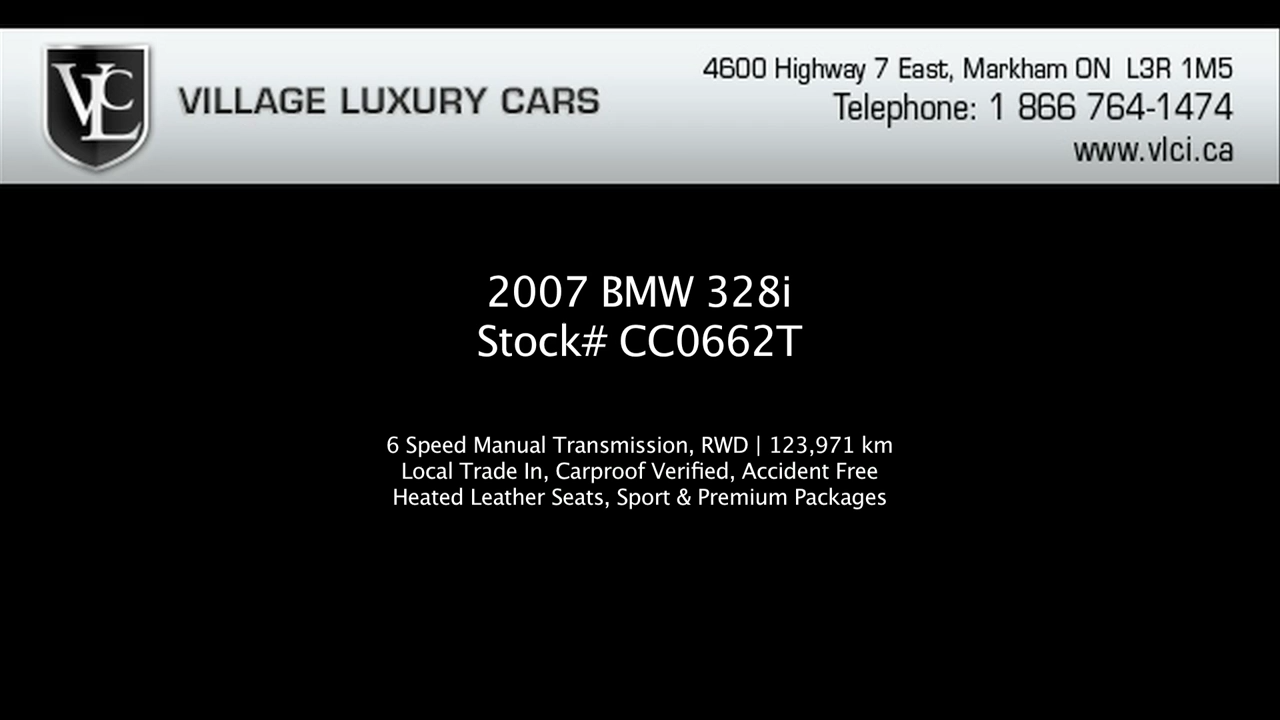 VLC
VILLAGE LUXURY CARS
4600 Highway 7 East, Markham ON L3R 1M5
Telephone: 1 866 764-1474
www.vlci.ca
2007 BMW 328i
Stock# CC0662T
6 Speed Manual Transmission, RWD | 123,971 km
Local Trade In, Carproof Verified, Accident Free
Heated Leather Seats, Sport & Premium Packages